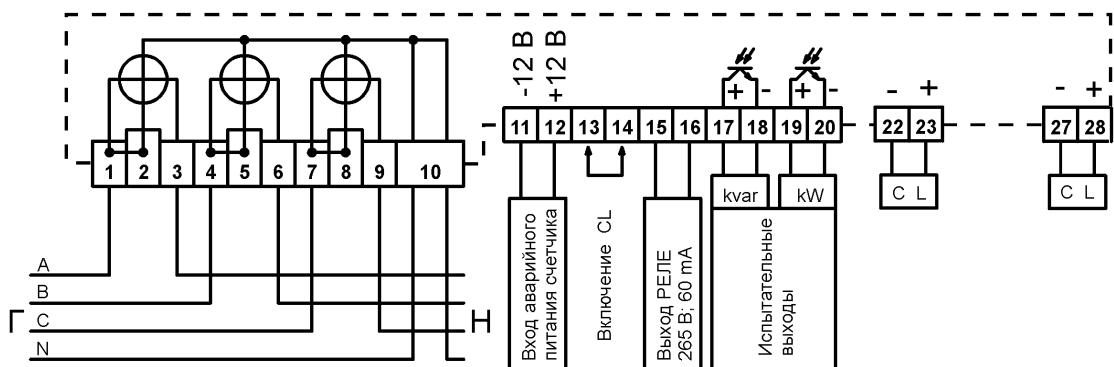 -12 В
+12 В
+ - + -
- +
- +
1 2 3 4 5 6 7 8 9 10
11 12 13 14 15 16 17 18 19 20
22 23
27 28
kvar
kW
C L
C L
A
B
C
N
Г
Н
Вход аварийного
питания счетчика
Включение CL
Выход РЕЛЕ
265 В; 60 mA
Испытательные
выходы